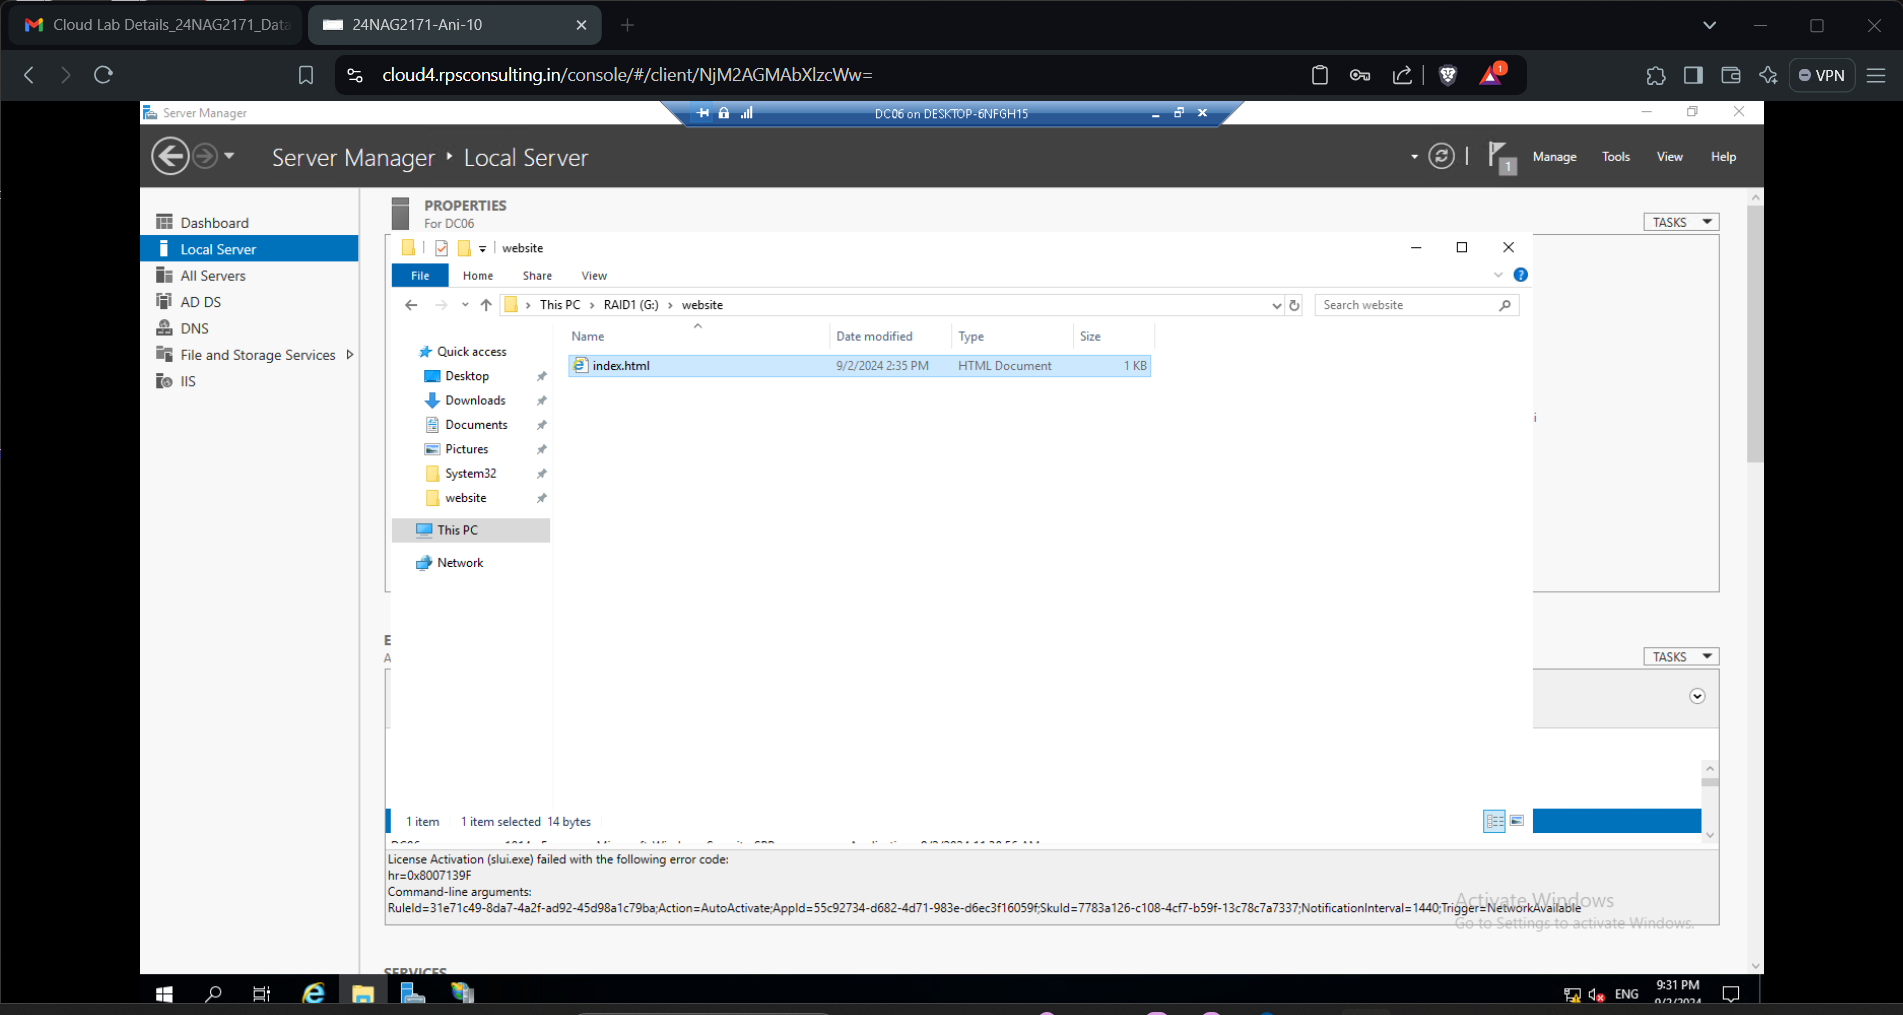 Cloud Lab Details_24NAG2171_Data
24NAG2171-Ani-10
cloud4.rpsconsulting.in/console/#/client/NjM2AGMAbXlzcWw=
1
VPN
Server Manager
DC06 on DESKTOP-6NFGH15
Server Manager
Local Server
1
Manage
Tools
View
Help
Dashboard
Local Server
All Servers
AD DS
DNS
File and Storage Services
IIS
PROPERTIES
For DC06
TASKS
website
File
Home
Share
View
This PC
RAID1 (G:)
website
Search website
Name
Date modified
Type
Size
index.html
9/2/2024 2:35 PM
HTML Document
1 KB
Quick access
Desktop
Downloads
Documents
Pictures
System32
website
This PC
Network
TASKS
1 item
1 item selected 14 bytes
License Activation (slui.exe) failed with the following error code:
hr=0x8007139F
Command-line arguments:
RuleId=31e71c49-8da7-4a2f-ad92-45d98a1c79ba;Action=AutoActivate;AppId=55c92734-d682-4d71-983e-d6ec3f16059f;SkuId=7783a126-c108-4cf7-b59f-13c78c7a7337;NotificationInterval=1440;Trigger=NetworkAvailable
Activate Windows
Go to Settings to activate Windows.
SERVICES
ENG
9:31 PM
9/2/2024